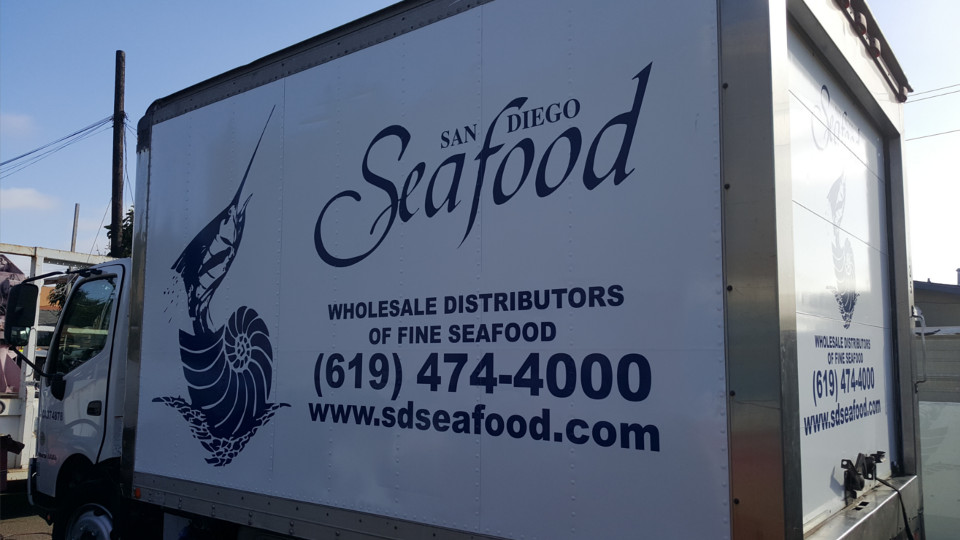 SAN DIEGO
Seafood
WHOLESALE DISTRIBUTORS
OF FINE SEAFOOD
(619) 474-4000
www.sdseafood.com
Seafood
WHOLESALE DISTRIBUTORS
OF FINE SEAFOOD
(619) 474-4000
www.sdseafood.com